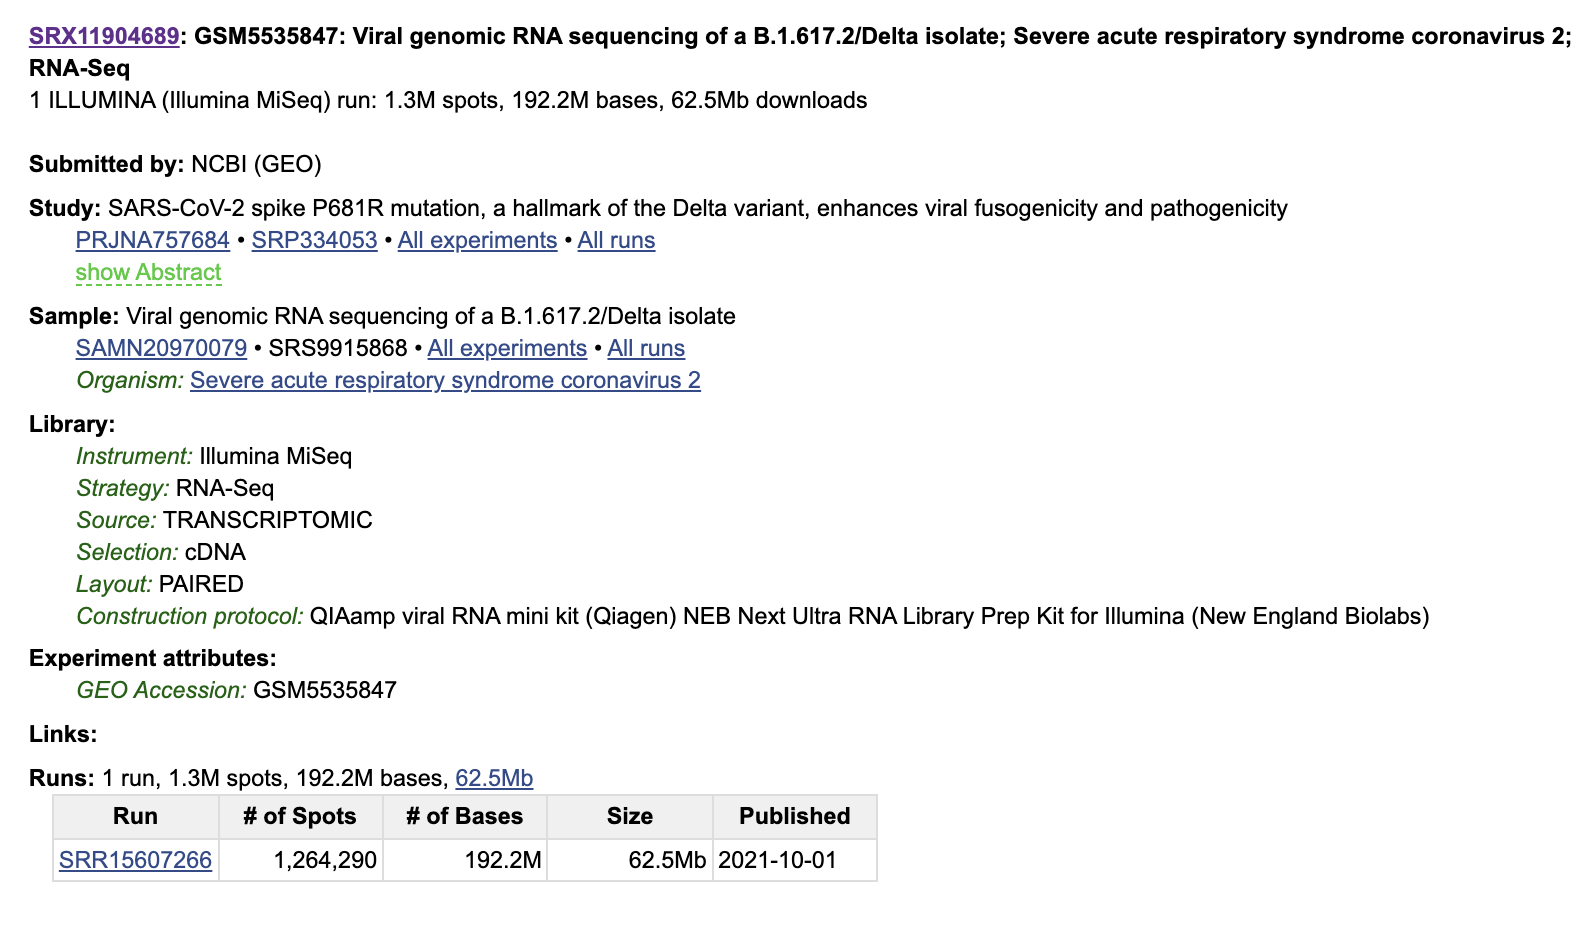 SRX11904689: GSM5535847: Viral genomic RNA sequencing of a B.1.617.2/Delta isolate; Severe acute respiratory syndrome coronavirus 2;
RNA-Seq
1 ILLUMINA (Illumina MiSeq) run: 1.3M spots, 192.2M bases, 62.5Mb downloads
Submitted by: NCBI (GEO)
Study: SARS-CoV-2 spike P681R mutation, a hallmark of the Delta variant, enhances viral fusogenicity and pathogenicity
PRJNA757684 • SRP334053 • All experiments • All runs
show Abstract
Sample: Viral genomic RNA sequencing of a B.1.617.2/Delta isolate
SAMN20970079 • SRS9915868 • All experiments • All runs
Organism: Severe acute respiratory syndrome coronavirus 2
Library:
Instrument: Illumina MiSeq
Strategy: RNA-Seq
Source: TRANSCRIPTOMIC
Selection: cDNA
Layout: PAIRED
Construction protocol: QIAamp viral RNA mini kit (Qiagen) NEB Next Ultra RNA Library Prep Kit for Illumina (New England Biolabs)
Experiment attributes:
GEO Accession: GSM5535847
Links:
Runs: 1 run, 1.3M spots, 192.2M bases, 62.5Mb
Run # of Spots # of Bases Size Published
SRR15607266 1,264,290 192.2M 62.5Mb 2021-10-01